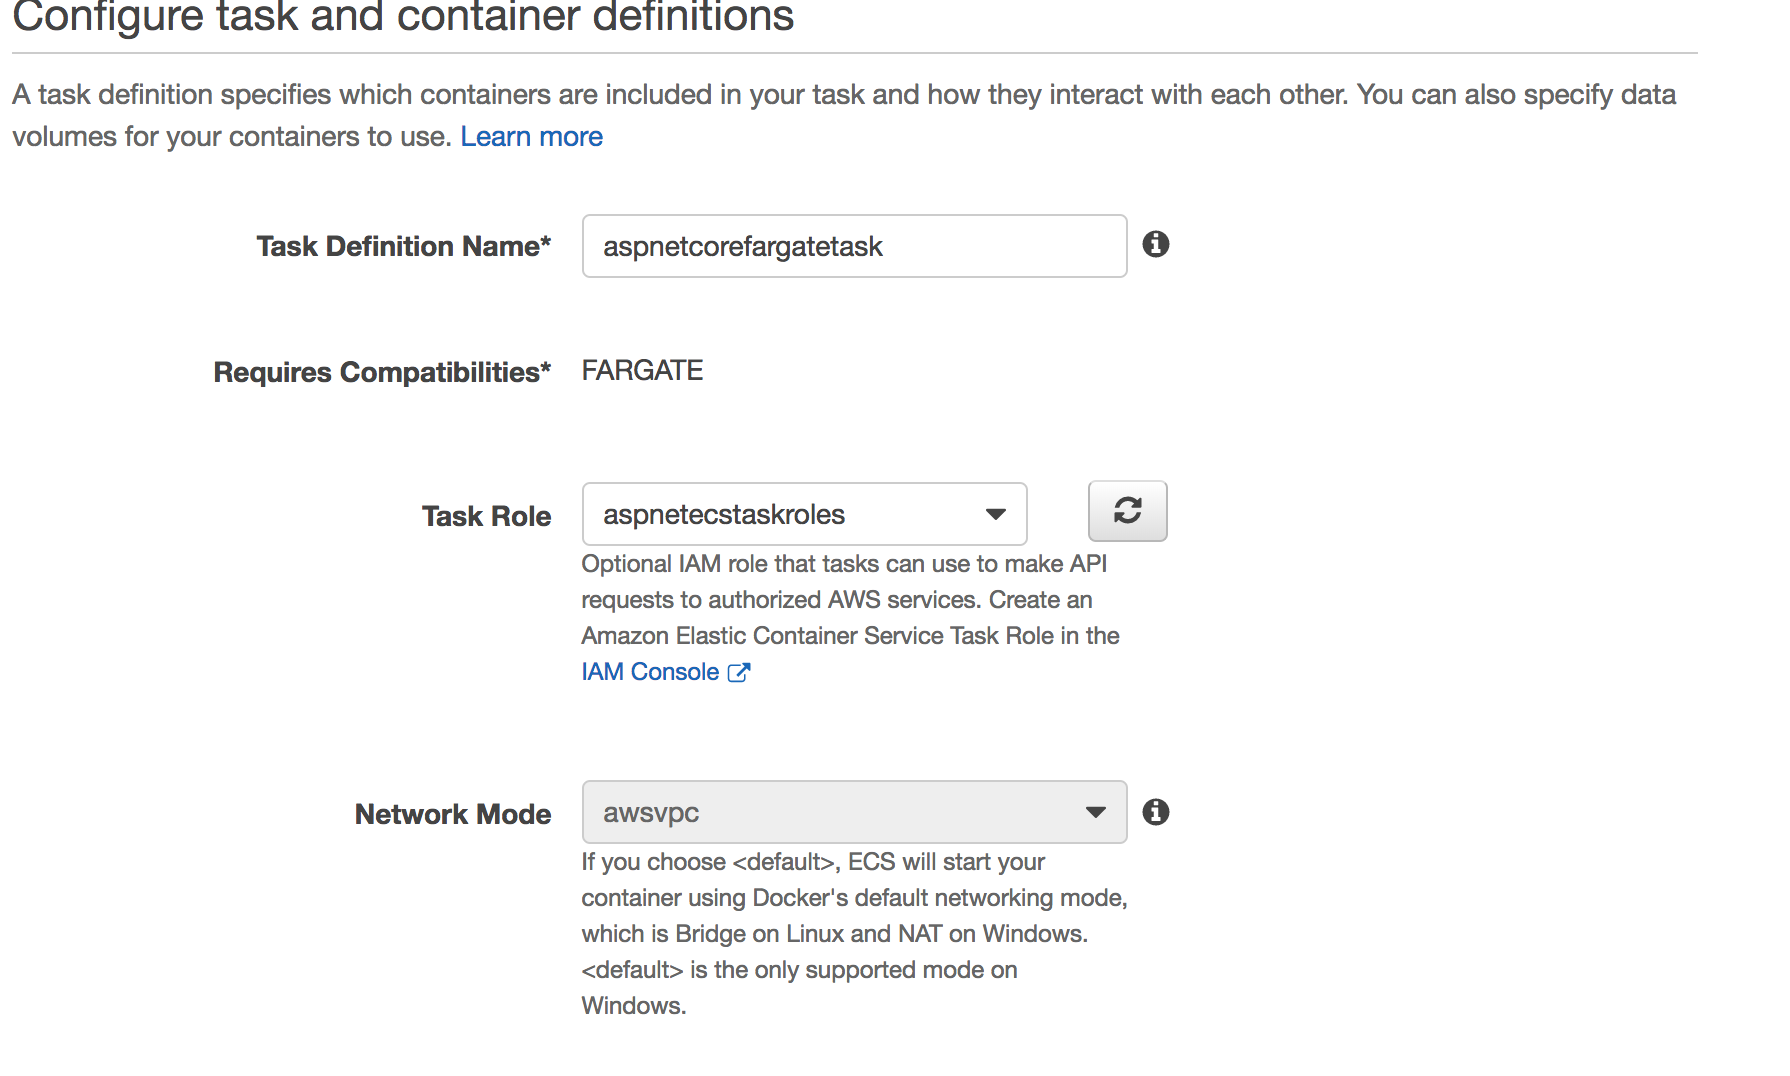 Configure task and container definitions
A task definition specifies which containers are included in your task and how they interact with each other. You can also specify data
volumes for your containers to use. Learn more
Task Definition Name* aspnetcorefargatetask
Requires Compatibilities* FARGATE
Task Role aspnetecstaskroles
Optional IAM role that tasks can use to make API
requests to authorized AWS services. Create an
Amazon Elastic Container Service Task Role in the
IAM Console
Network Mode awsvpc
If you choose <default>, ECS will start your
container using Docker's default networking mode,
which is Bridge on Linux and NAT on Windows.
<default> is the only supported mode on
Windows.